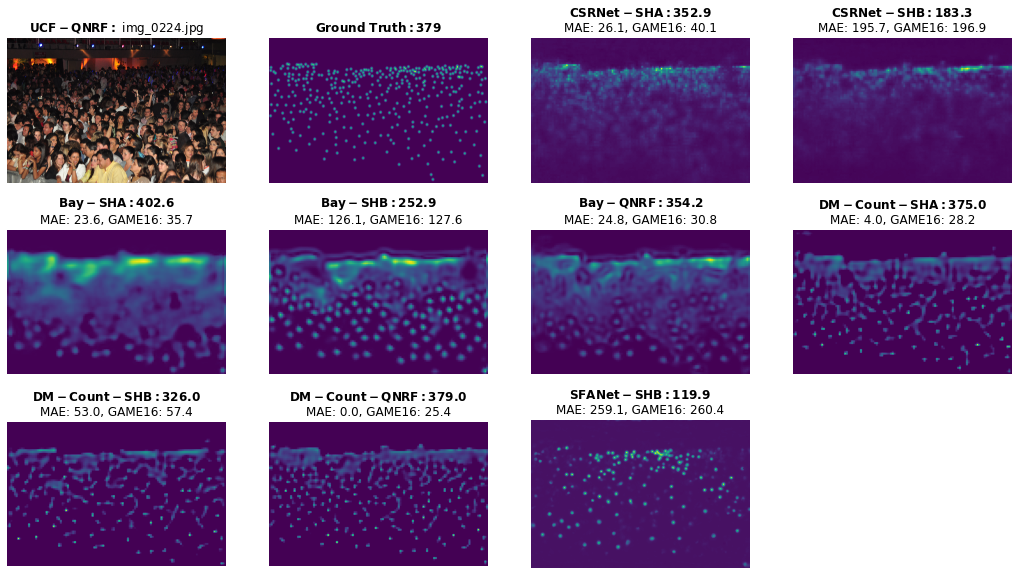 UCF − QNRF : img_0224.jpg
Ground Truth : 379
CSRNet − SHA : 352.9
MAE: 26.1, GAME16: 40.1
CSRNet − SHB : 183.3
MAE: 195.7, GAME16: 196.9
Bay − SHA : 402.6
MAE: 23.6, GAME16: 35.7
Bay − SHB : 252.9
MAE: 126.1, GAME16: 127.6
Bay − QNRF : 354.2
MAE: 24.8, GAME16: 30.8
DM − Count − SHA : 375.0
MAE: 4.0, GAME16: 28.2
DM − Count − SHB : 326.0
MAE: 53.0, GAME16: 57.4
DM − Count − QNRF : 379.0
MAE: 0.0, GAME16: 25.4
SFANet − SHB : 119.9
MAE: 259.1, GAME16: 260.4